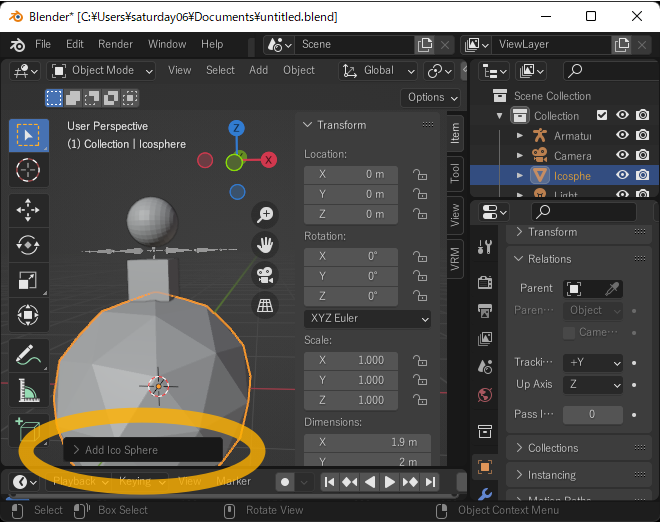 Blender* [C:¥Users¥saturday06¥Documents¥untitled.blend]
File Edit Render Window Help Scene ViewLayer
Object Mode View Select Add Object Global
Options
User Perspective
(1) Collection | Icosphere
Z
X
Transform
Location:
X 0 m
Y 0 m
Z 0 m
Rotation:
X 0°
Y 0°
Z 0°
XYZ Euler
Scale:
X 1.000
Y 1.000
Z 1.000
Dimensions:
X 1.9 m
Y 2 m
Item
Tool
View
VRM
Add Ico Sphere
Playback Keying View Marker
Scene Collection
Collection
Armatu
Camera
Icosphe
Light
Transform
Relations
Parent
Paren··· Object
Came···
Tracki··· +Y
Up Axis Z
Pass I··· 0
Collections
Instancing
Motion Paths
Select Box Select Rotate View Object Context Menu